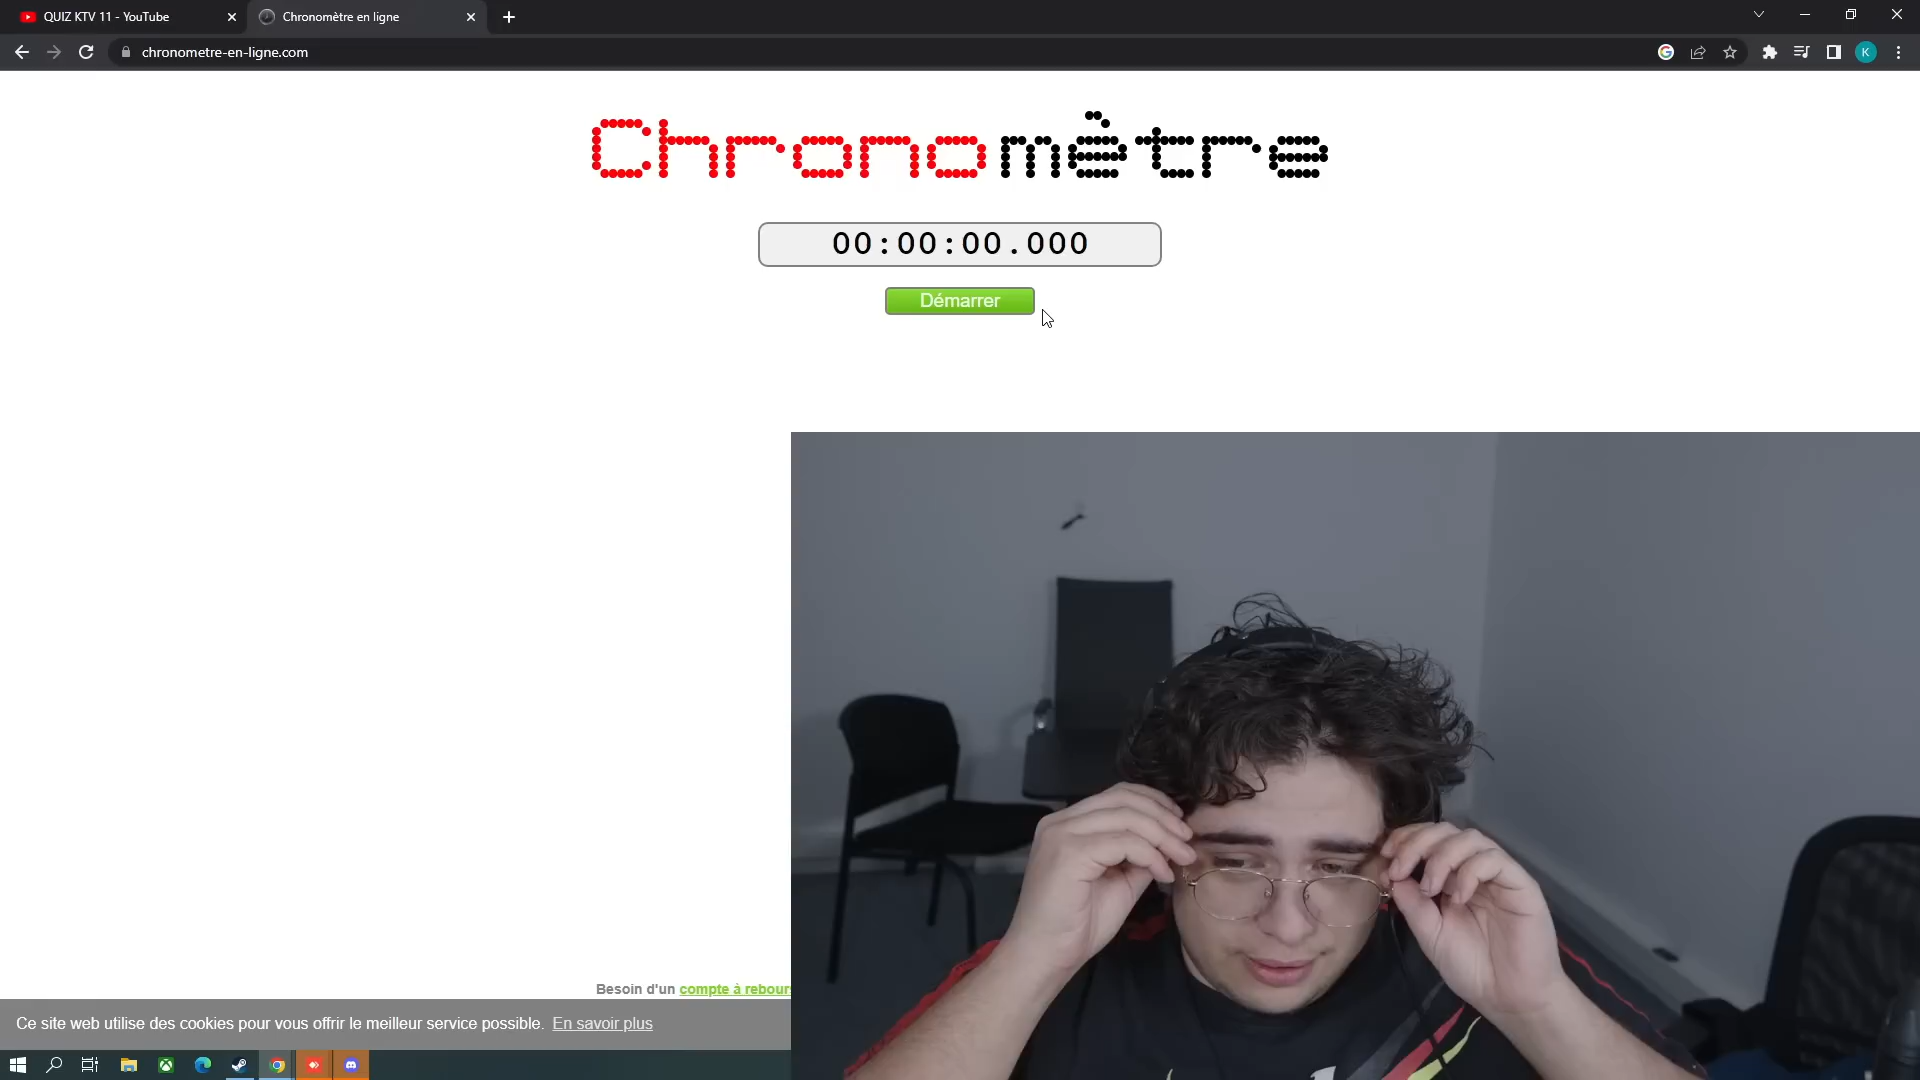 QUIZ KTV 11 - YouTube
Chronomètre en ligne
chronometre-en-ligne.com
K
Chronomètre
00:00:00.000
Démarrer
Besoin d'un compte à rebours
Ce site web utilise des cookies pour vous offrir le meilleur service possible. En savoir plus